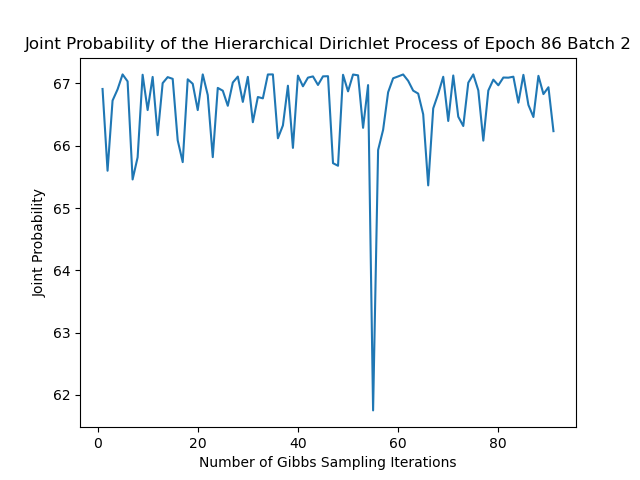 Joint Probability of the Hierarchical Dirichlet Process of Epoch 86 Batch 2
67
66
65
64
63
62
Joint Probability
0 20 40 60 80
Number of Gibbs Sampling Iterations